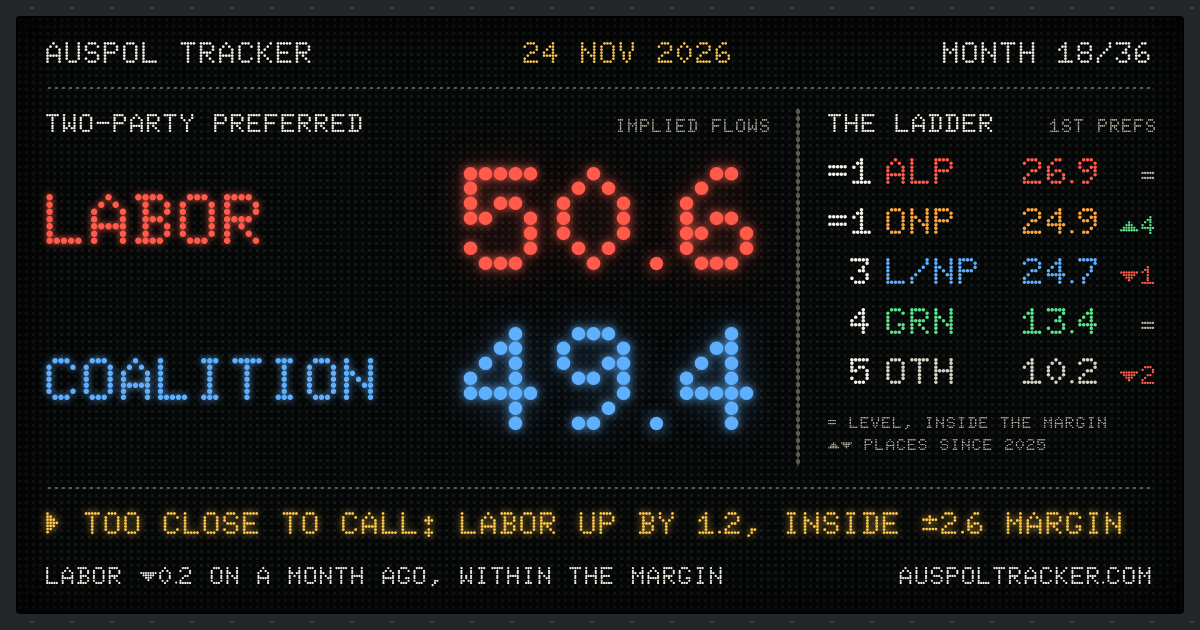 AUSPOL TRACKER 24 NOV 2026 MONTH 18/36
TWO-PARTY PREFERRED IMPLIED FLOWS
LABOR 50.6
COALITION 49.4
THE LADDER 1ST PREFS
=1 ALP 26.9 =
=1 ONP 24.9 ▲4
3 L/NP 24.7 ▼1
4 GRN 13.4 =
5 OTH 10.2 ▼2
= LEVEL, INSIDE THE MARGIN
▲▼ PLACES SINCE 2025
TOO CLOSE TO CALL: LABOR UP BY 1.2, INSIDE ±2.6 MARGIN
LABOR ▼0.2 ON A MONTH AGO, WITHIN THE MARGIN AUSPOLTRACKER.COM